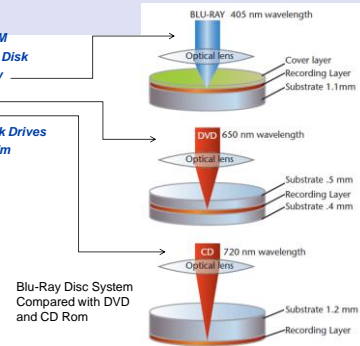 BLU-RAY 405 nm wavelength
Optical lens
Cover layer
Recording Layer
Substrate 1.1mm
Disk
k Drives
DVD 650 nm wavelength
Optical lens
Substrate .5 mm
Recording Layer
Substrate .4 mm
CD 720 nm wavelength
Optical lens
Substrate 1.2 mm
Recording Layer
Blu-Ray Disc System
Compared with DVD
and CD Rom